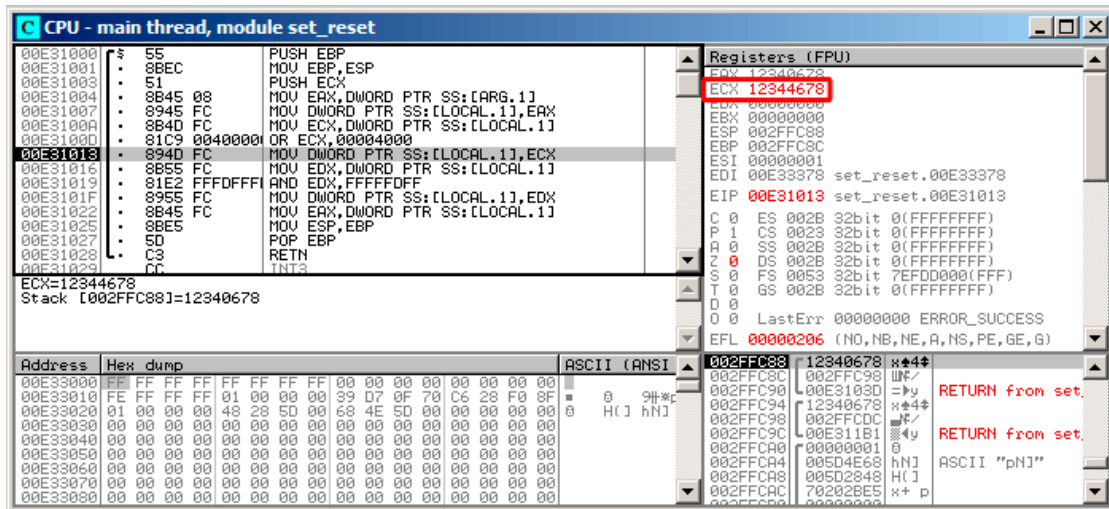 C CPU - main thread, module set_reset
00E31000 $ 55 PUSH EBP
00E31001 . 8BEC MOV EBP,ESP
00E31003 . 51 PUSH ECX
00E31004 . 8B45 08 MOV EAX,DWORD PTR SS:[ARG.1]
00E31007 . 8945 FC MOV DWORD PTR SS:[LOCAL.1],EAX
00E3100A . 8B4D FC MOV ECX,DWORD PTR SS:[LOCAL.1]
00E3100D . 81C9 00400000 OR ECX,00004000
00E31013 . 894D FC MOV DWORD PTR SS:[LOCAL.1],ECX
00E31016 . 8B55 FC MOV EDX,DWORD PTR SS:[LOCAL.1]
00E31019 . 81E2 FFFDFFFF AND EDX,FFFFFDFF
00E3101F . 8955 FC MOV DWORD PTR SS:[LOCAL.1],EDX
00E31022 . 8B45 FC MOV EAX,DWORD PTR SS:[LOCAL.1]
00E31025 . 8BE5 MOV ESP,EBP
00E31027 . 5D POP EBP
00E31028 . C3 RETN
00E31029 CC INT3
ECX=12344678
Stack [002FFC88]=12340678
Registers (FPU)
EAX 12340678
ECX 12344678
EDX 00000000
EBX 00000000
ESP 002FFC88
EBP 002FFC8C
ESI 00000001
EDI 00E33378 set_reset.00E33378
EIP 00E31013 set_reset.00E31013
C 0 ES 002B 32bit 0(FFFFFFFF)
P 1 CS 0023 32bit 0(FFFFFFFF)
A 0 SS 002B 32bit 0(FFFFFFFF)
Z 0 DS 002B 32bit 0(FFFFFFFF)
S 0 FS 0053 32bit 7EFDD000(FFF)
T 0 GS 002B 32bit 0(FFFFFFFF)
D 0
O 0 LastErr 00000000 ERROR_SUCCESS
EFL 00000206 (NO,NB,NE,A,NS,PE,GE,G)
Address Hex dump ASCII (ANSI
00E33000 FF FF FF FF FF FF FF FF 00 00 00 00 00 00 00 00
00E33010 FE FF FF FF 01 00 00 00 39 D7 0F 70 C6 28 F0 8F
00E33020 01 00 00 00 48 28 5D 00 68 4E 5D 00 00 00 00 00 H(] hN]
00E33030 00 00 00 00 00 00 00 00 00 00 00 00 00 00 00 00
00E33040 00 00 00 00 00 00 00 00 00 00 00 00 00 00 00 00
00E33050 00 00 00 00 00 00 00 00 00 00 00 00 00 00 00 00
00E33060 00 00 00 00 00 00 00 00 00 00 00 00 00 00 00 00
00E33070 00 00 00 00 00 00 00 00 00 00 00 00 00 00 00 00
00E33080 00 00 00 00 00 00 00 00 00 00 00 00 00 00 00 00
002FFC88 12340678 x♠4↕
002FFC8C 002FFC98
002FFC90 00E3103D RETURN from set_
002FFC94 12340678 x♠4↕
002FFC98 002FFCDC
002FFC9C 00E311B1 RETURN from set_
002FFCA0 00000001
002FFCA4 005D4E68 hN] ASCII "pN]"
002FFCA8 005D2848 H(]
002FFCAC 70202BE5 x+ p